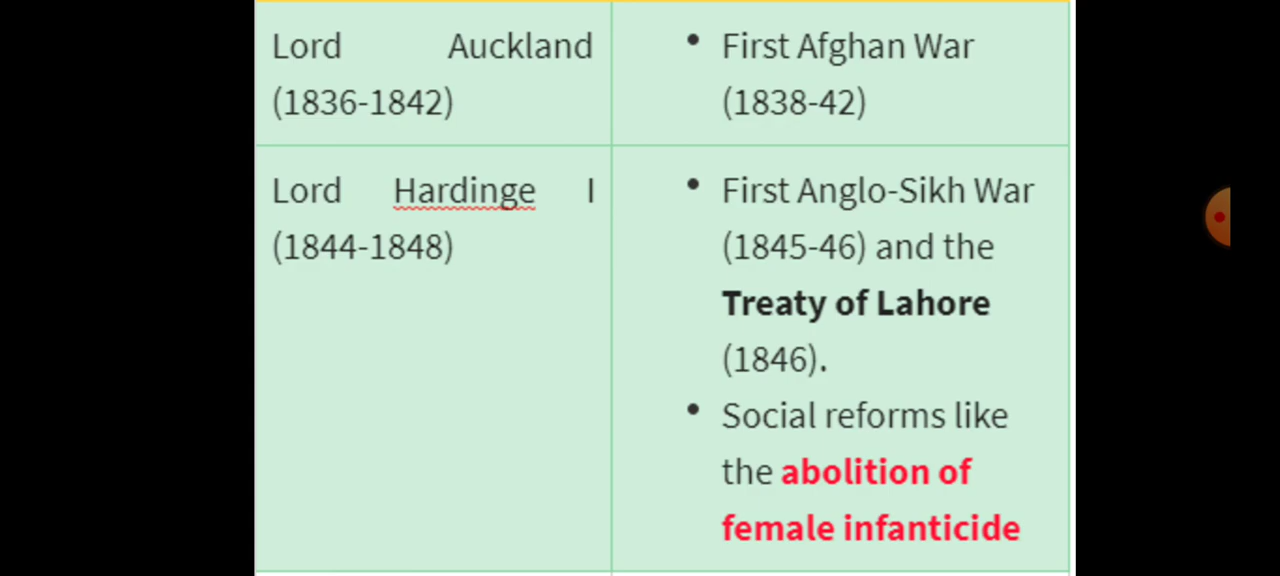 Lord Auckland
(1836-1842)
• First Afghan War
(1838-42)
Lord Hardinge I
(1844-1848)
• First Anglo-Sikh War
(1845-46) and the
Treaty of Lahore
(1846).
• Social reforms like
the abolition of
female infanticide